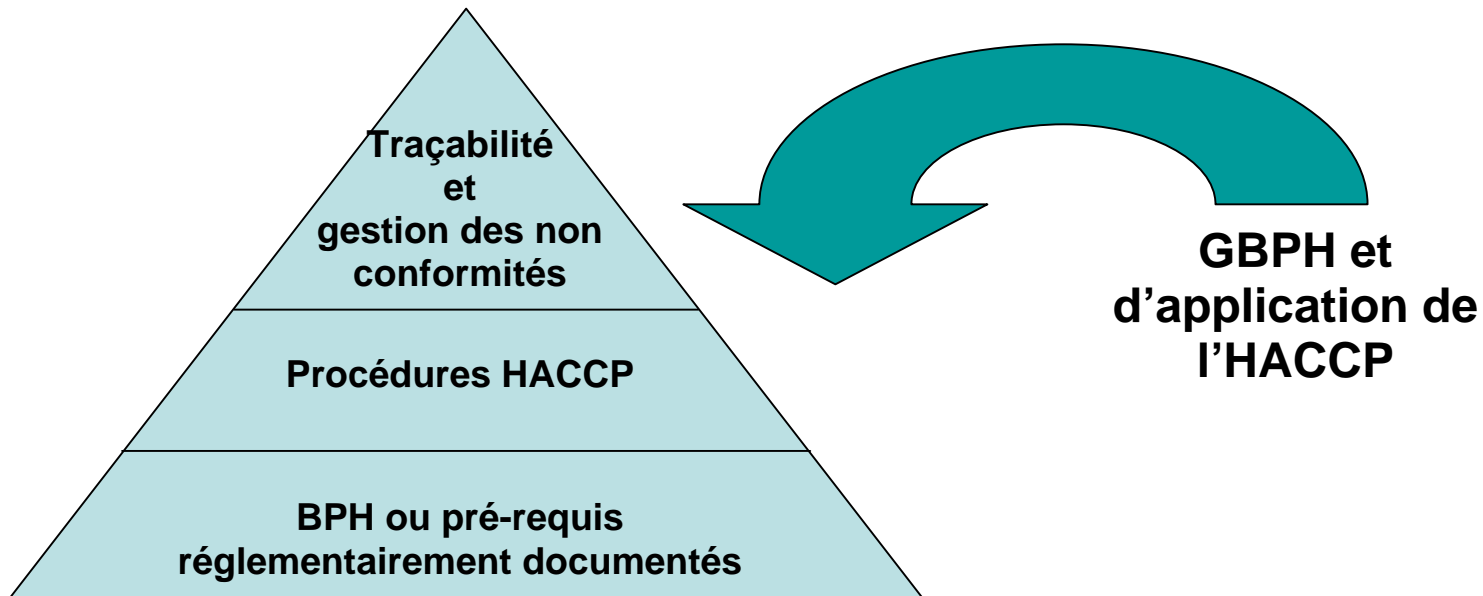 Traçabilité
et
gestion des non
conformités
Procédures HACCP
BPH ou pré-requis
réglementairement documentés
GBPH et
d’application de
l’HACCP